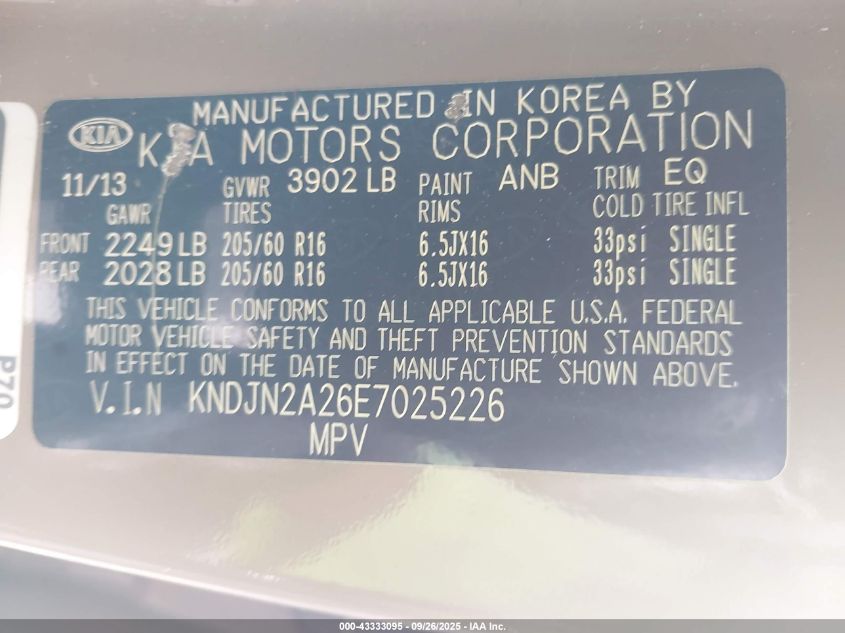 MANUFACTURED IN KOREA BY
KIA KIA MOTORS CORPORATION
11/13 GVWR 3902 LB PAINT ANB TRIM EQ
GAWR TIRES RIMS COLD TIRE INFL
FRONT 2249 LB 205/60 R16 6.5JX16 33psi SINGLE
REAR 2028 LB 205/60 R16 6.5JX16 33psi SINGLE
THIS VEHICLE CONFORMS TO ALL APPLICABLE U.S.A. FEDERAL
MOTOR VEHICLE SAFETY AND THEFT PREVENTION STANDARDS
IN EFFECT ON THE DATE OF MANUFACTURE SHOWN ABOVE.
V.I.N KNDJN2A26E7025226
MPV
P70
000-43333095 - 09/26/2025 - IAA Inc.